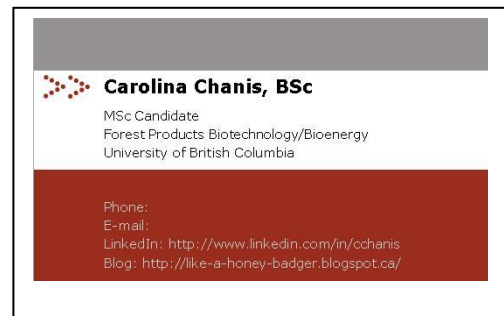 Carolina Chanis, BSc
MSc Candidate
Forest Products Biotechnology/Bioenergy
University of British Columbia
Phone:
E-mail:
LinkedIn: http://www.linkedin.com/in/cchanis
Blog: http://like-a-honey-badger.blogspot.ca/